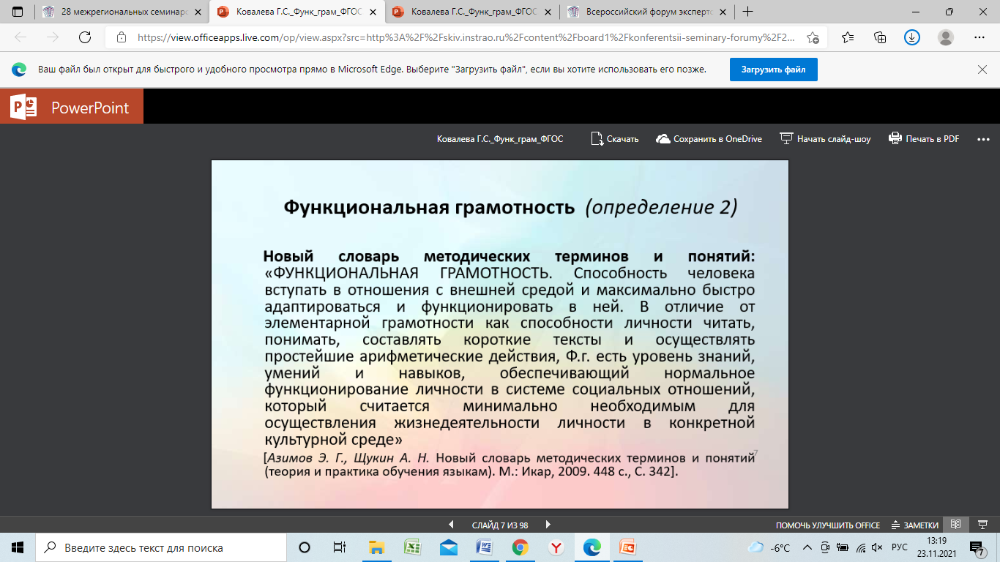 28 межрегиональных семинаро
Ковалева Г.С._Функ_грам_ФГОС
Ковалева Г.С._Функ_грам_ФГОС
Всероссийский форум эксперто
https://view.officeapps.live.com/op/view.aspx?src=http%3A%2F%2Fskiv.instrao.ru%2Fcontent%2Fboard1%2Fkonferentsii-seminary-forumy%2F2...
Ваш файл был открыт для быстрого и удобного просмотра прямо в Microsoft Edge. Выберите "Загрузить файл", если вы хотите использовать его позже.
Загрузить файл
PowerPoint
Ковалева Г.С._Функ_грам_ФГОС
Скачать
Сохранить в OneDrive
Начать слайд-шоу
Печать в PDF
Функциональная грамотность (определение 2)
Новый словарь методических терминов и понятий:
«ФУНКЦИОНАЛЬНАЯ ГРАМОТНОСТЬ. Способность человека
вступать в отношения с внешней средой и максимально быстро
адаптироваться и функционировать в ней. В отличие от
элементарной грамотности как способности личности читать,
понимать, составлять короткие тексты и осуществлять
простейшие арифметические действия, Ф.г. есть уровень знаний,
умений и навыков, обеспечивающий нормальное
функционирование личности в системе социальных отношений,
который считается минимально необходимым для
осуществления жизнедеятельности личности в конкретной
культурной среде»
[Азимов Э. Г., Щукин А. Н. Новый словарь методических терминов и понятий
7
(теория и практика обучения языкам). М.: Икар, 2009. 448 с., С. 342].
СЛАЙД 7 ИЗ 98
ПОМОЧЬ УЛУЧШИТЬ OFFICE
ЗАМЕТКИ
Введите здесь текст для поиска
-6°C
РУС
13:19
23.11.2021
7